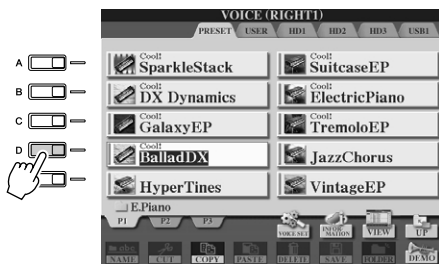 VOICE (RIGHT1)
PRESET USER HD1 HD2 HD3 USB1
A
Cool! SparkleStack
Cool! SuitcaseEP
B
Cool! DX Dynamics
Cool! ElectricPiano
C
Cool! GalaxyEP
Cool! TremoloEP
D
Cool! BalladDX
JazzChorus
HyperTines
VintageEP
E.Piano
P1 P2 P3
VOICE SET INFOR MATION VIEW UP
NAME CUT COPY PASTE DELETE SAVE FOLDER DEMO